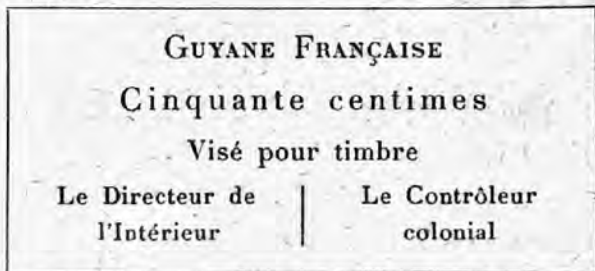 GUYANE FRANÇAISE
Cinquante centimes
Visé pour timbre
Le Directeur de
l'Intérieur
Le Contrôleur
colonial